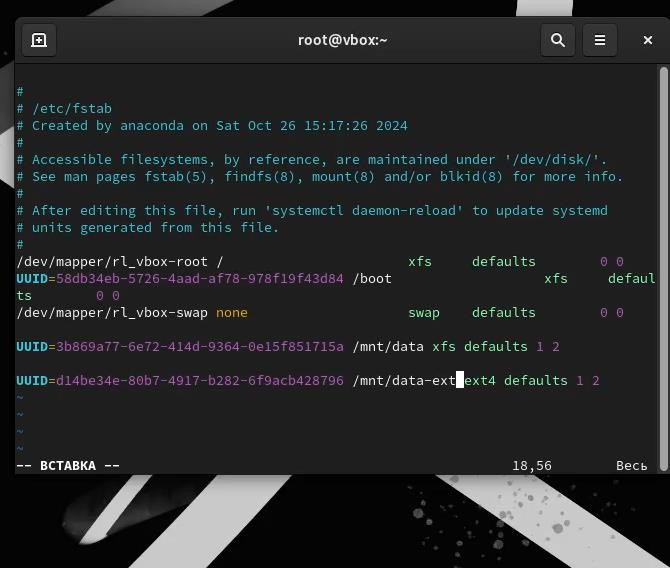 root@vbox:~
#
# /etc/fstab
# Created by anaconda on Sat Oct 26 15:17:26 2024
#
# Accessible filesystems, by reference, are maintained under '/dev/disk/'.
# See man pages fstab(5), findfs(8), mount(8) and/or blkid(8) for more info.
#
# After editing this file, run 'systemctl daemon-reload' to update systemd
# units generated from this file.
#
/dev/mapper/rl_vbox-root / xfs defaults 0 0
UUID=58db34eb-5726-4aad-af78-978f19f43d84 /boot xfs defaul
ts 0 0
/dev/mapper/rl_vbox-swap none swap defaults 0 0
UUID=3b869a77-6e72-414d-9364-0e15f851715a /mnt/data xfs defaults 1 2
UUID=d14be34e-80b7-4917-b282-6f9acb428796 /mnt/data-ext ext4 defaults 1 2
~
~
~
~
-- ВСТАВКА -- 18,56 Весь